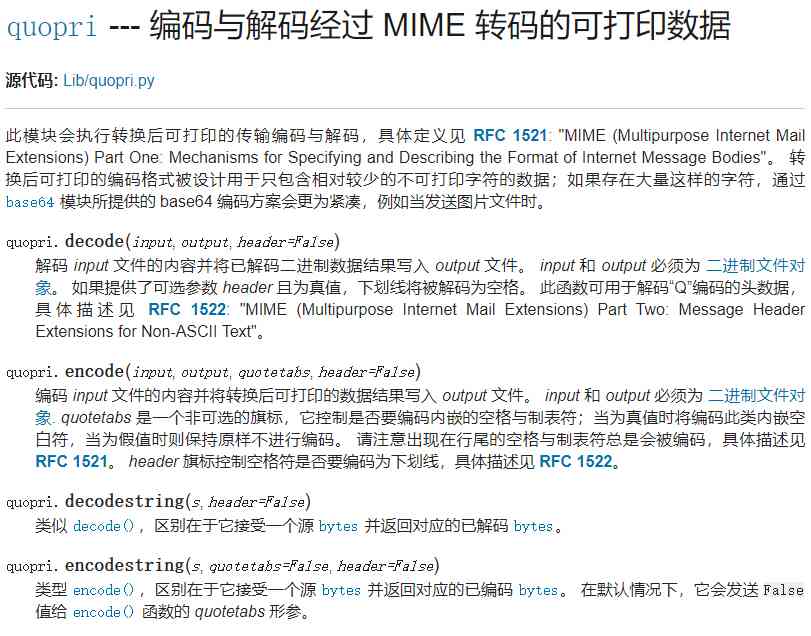 quopri --- 编码与解码经过 MIME 转码的可打印数据
源代码: Lib/quopri.py
此模块会执行转换后可打印的传输编码与解码，具体定义见 RFC 1521: "MIME (Multipurpose Internet Mail
Extensions) Part One: Mechanisms for Specifying and Describing the Format of Internet Message Bodies"。 转
换后可打印的编码格式被设计用于只包含相对较少的不可打印字符的数据；如果存在大量这样的字符，通过
base64 模块所提供的 base64 编码方案会更为紧凑，例如当发送图片文件时。
quopri.decode(input, output, header=False)
解码 input 文件的内容并将已解码二进制数据结果写入 output 文件。 input 和 output 必须为 二进制文件对
象。 如果提供了可选参数 header 且为真值，下划线将被解码为空格。 此函数可用于解码“Q”编码的头数据，
具体描述见 RFC 1522: "MIME (Multipurpose Internet Mail Extensions) Part Two: Message Header
Extensions for Non-ASCII Text"。
quopri.encode(input, output, quotetabs, header=False)
编码 input 文件的内容并将转换后可打印的数据结果写入 output 文件。 input 和 output 必须为 二进制文件对
象. quotetabs 是一个非可选的旗标，它控制是否要编码内嵌的空格与制表符；当为真值时将编码此类内嵌空
白符，当为假值时则保持原样不进行编码。 请注意出现在行尾的空格与制表符总是会被编码，具体描述见
RFC 1521。 header 旗标控制空格符是否要编码为下划线，具体描述见 RFC 1522。
quopri.decodestring(s, header=False)
类似 decode()，区别在于它接受一个源 bytes 并返回对应的已解码 bytes。
quopri.encodestring(s, quotetabs=False, header=False)
类型 encode()，区别在于它接受一个源 bytes 并返回对应的已编码 bytes。 在默认情况下，它会发送 False
值给 encode() 函数的 quotetabs 形参。